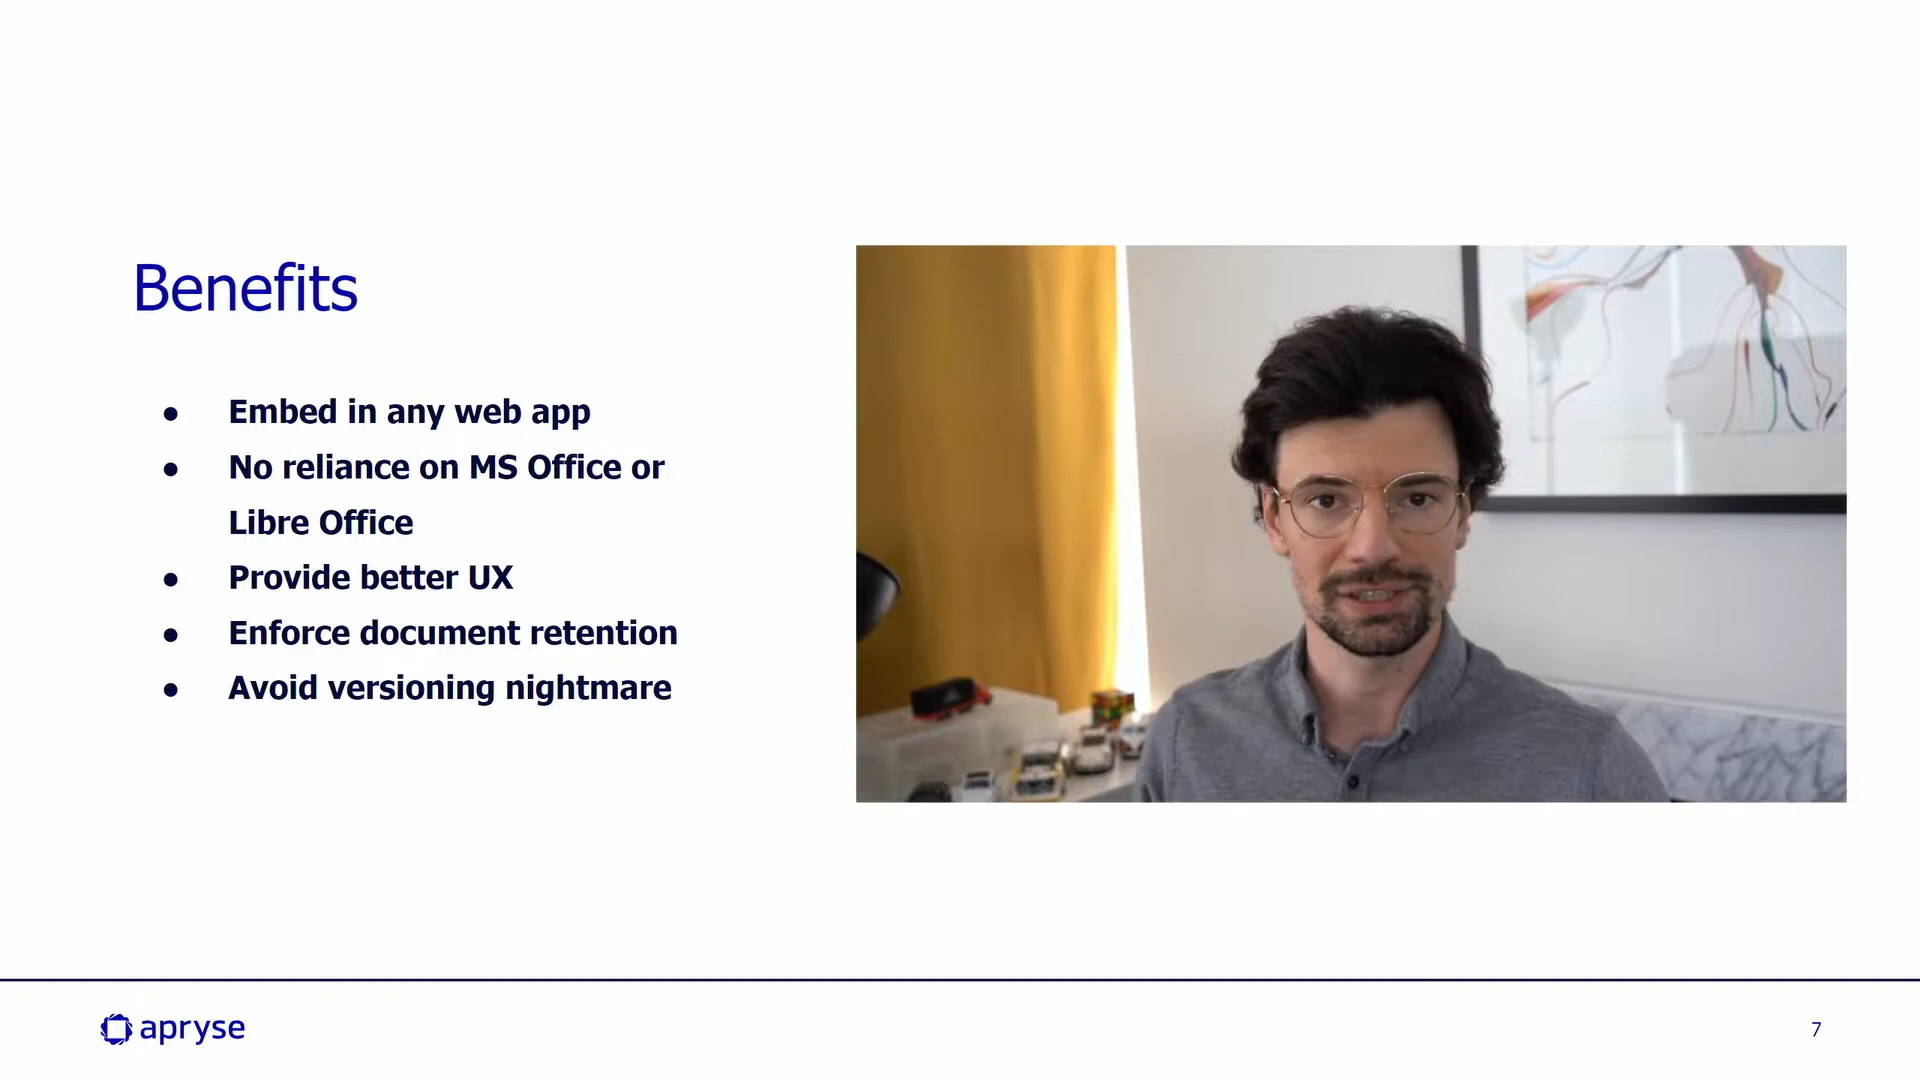 Benefits
● Embed in any web app
● No reliance on MS Office or
Libre Office
● Provide better UX
● Enforce document retention
● Avoid versioning nightmare
apryse
7